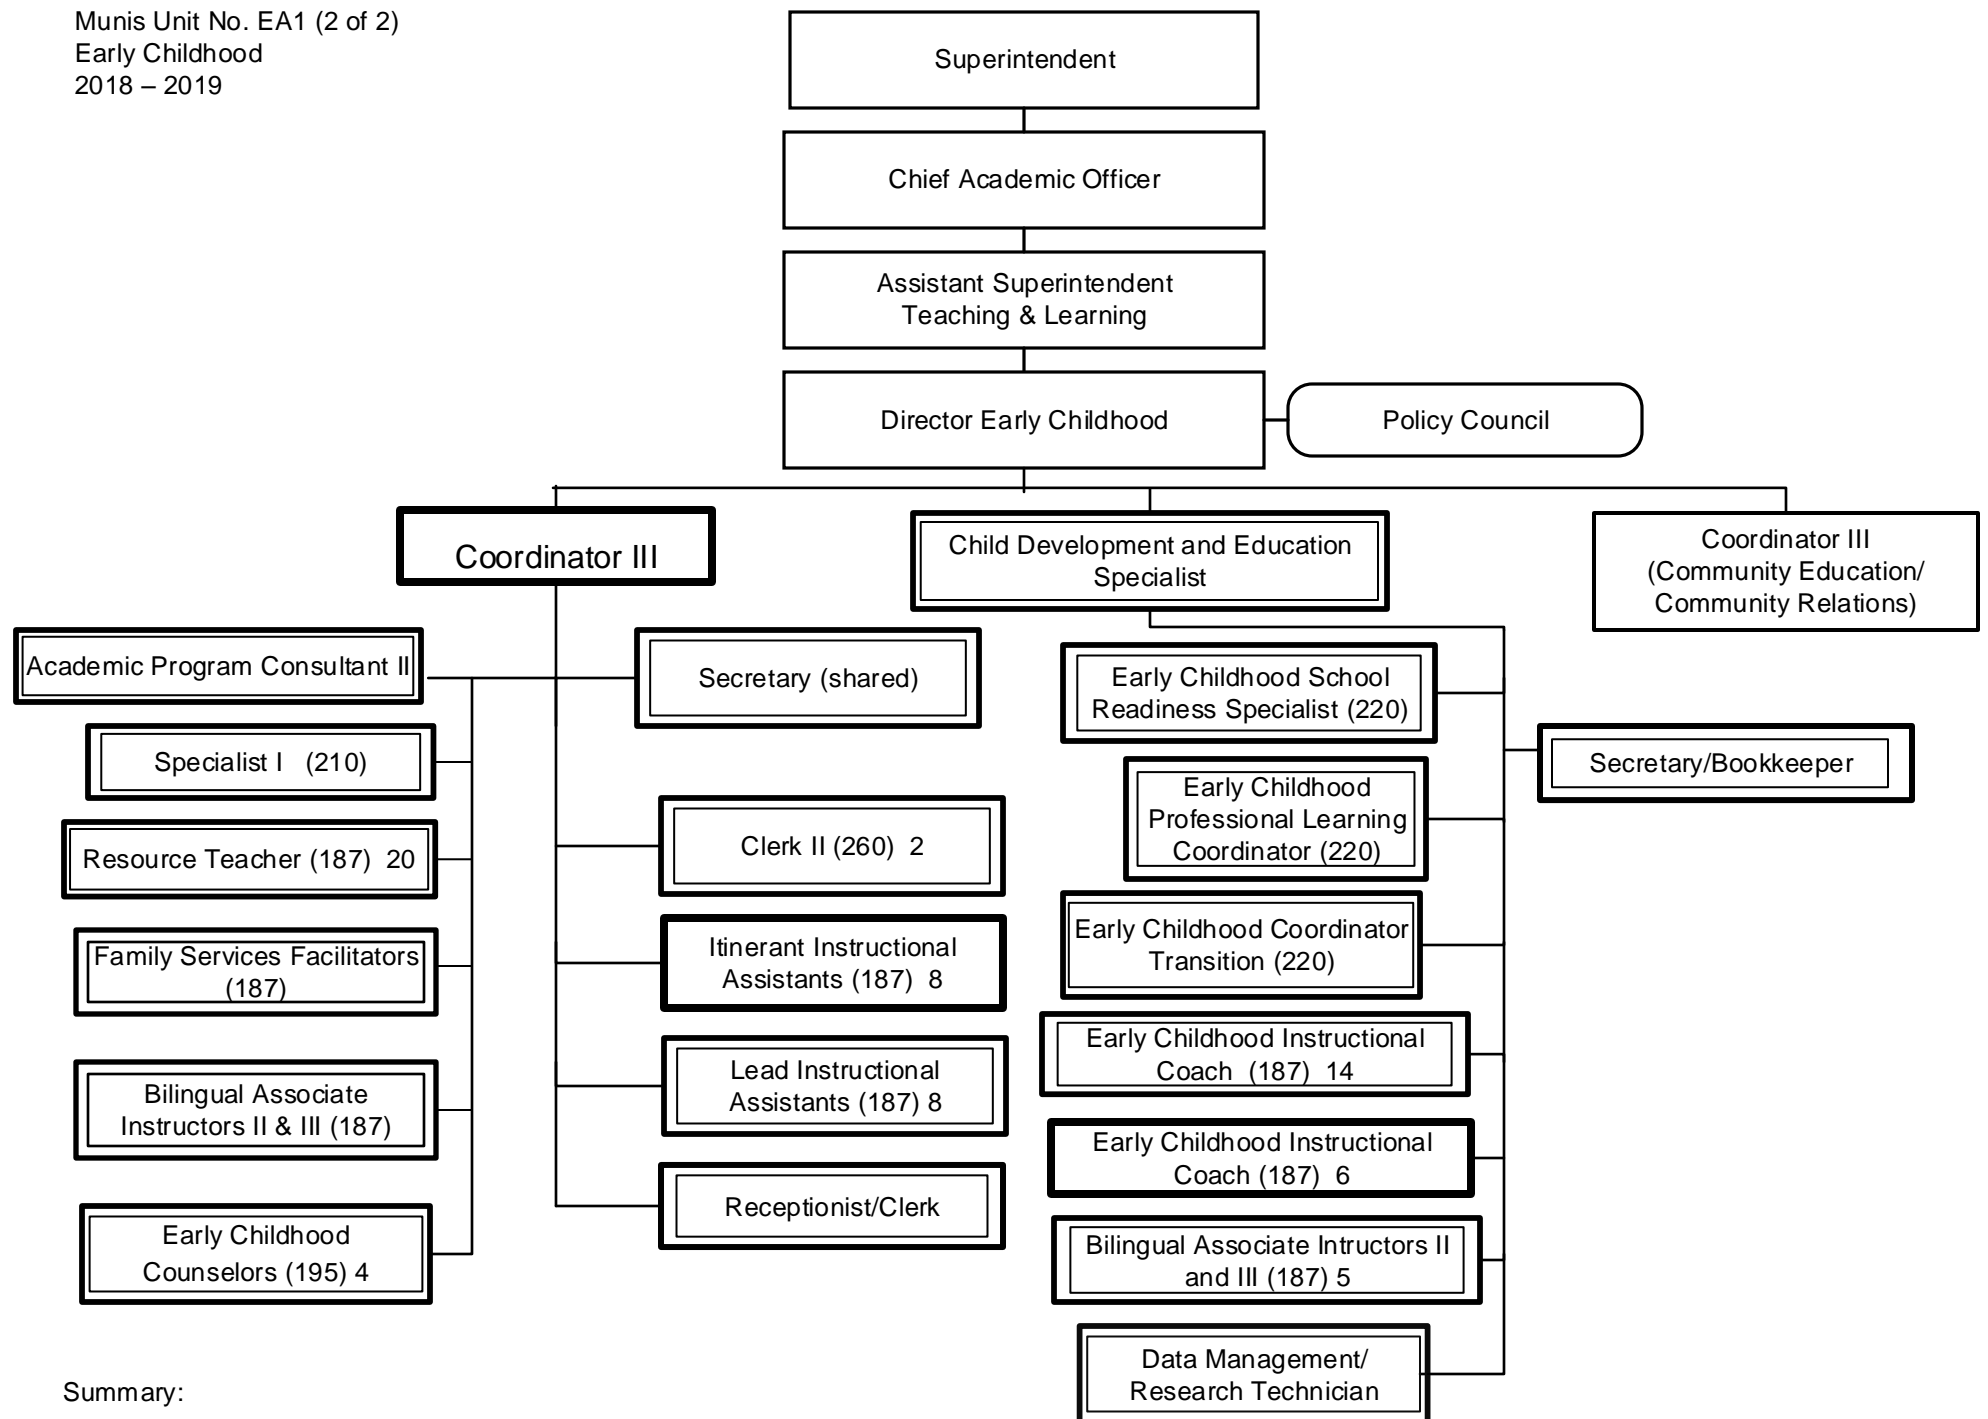 Munis Unit No. EA1 (2 of 2)
Early Childhood
2018 – 2019
Superintendent
Chief Academic Officer
Assistant Superintendent
Teaching & Learning
Director Early Childhood
Policy Council
Coordinator III
Child Development and Education
Specialist
Coordinator III
(Community Education/
Community Relations)
Academic Program Consultant II
Specialist I (210)
Resource Teacher (187) 20
Family Services Facilitators
(187)
Bilingual Associate
Instructors II & III (187)
Early Childhood
Counselors (195) 4
Secretary (shared)
Clerk II (260) 2
Itinerant Instructional
Assistants (187) 8
Lead Instructional
Assistants (187) 8
Receptionist/Clerk
Early Childhood School
Readiness Specialist (220)
Early Childhood
Professional Learning
Coordinator (220)
Early Childhood Coordinator
Transition (220)
Early Childhood Instructional
Coach (187) 14
Early Childhood Instructional
Coach (187) 6
Bilingual Associate Intructors II
and III (187) 5
Data Management/
Research Technician
Secretary/Bookkeeper
Summary: